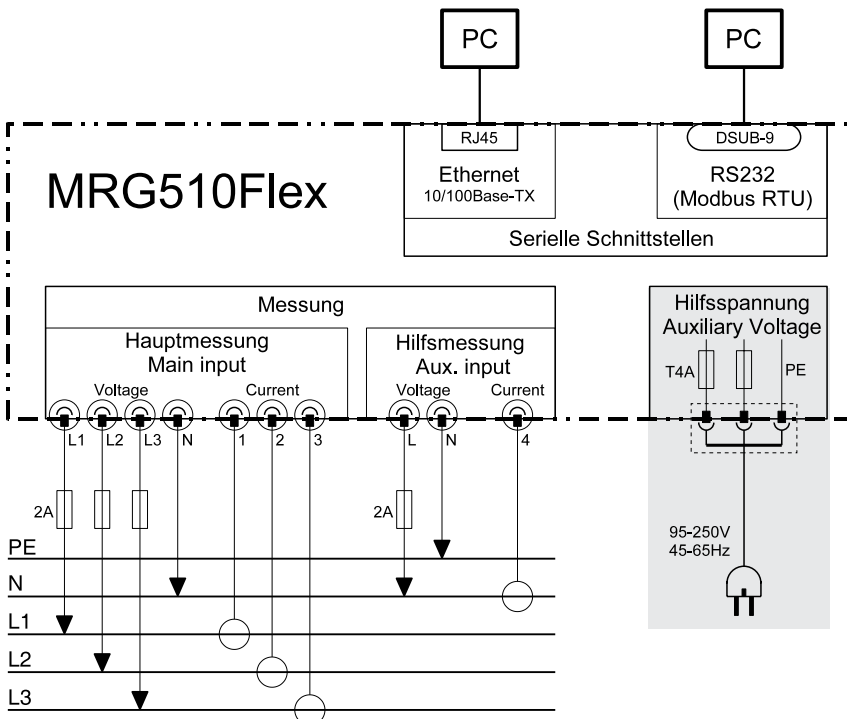 PC
PC
RJ45
DSUB-9
MRG510Flex
Ethernet
10/100Base-TX
RS232
(Modbus RTU)
Serielle Schnittstellen
Messung
Hauptmessung
Main input
Hilfsmessung
Aux. input
Voltage
Current
Voltage
Current
Hilfsspannung
Auxiliary Voltage
T4A
PE
L1
L2
L3
N
1
2
3
L
N
4
2A
2A
95-250V
45-65Hz
PE
N
L1
L2
L3